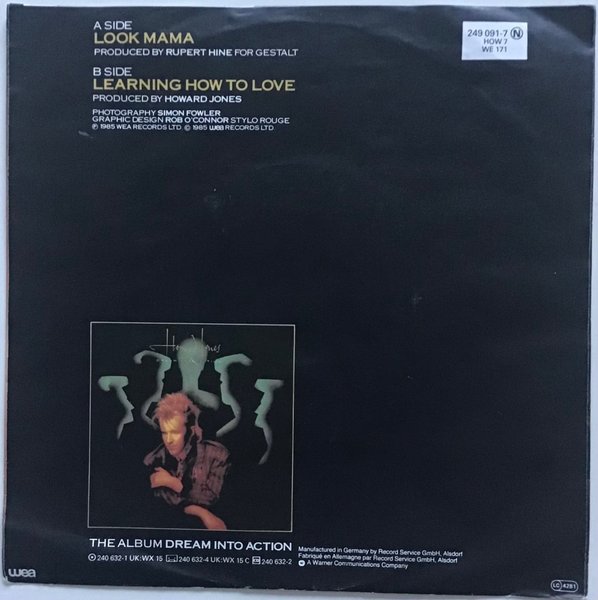 A SIDE
LOOK MAMA
PRODUCED BY RUPERT HINE FOR GESTALT
249 091-7 N
HOW 7
WE 171
B SIDE
LEARNING HOW TO LOVE
PRODUCED BY HOWARD JONES
PHOTOGRAPHY SIMON FOWLER
GRAPHIC DESIGN ROB O'CONNOR STYLO ROUGE
℗ 1985 WEA RECORDS LTD. © 1985 wea RECORDS LTD.
Howard Jones
THE ALBUM DREAM INTO ACTION
240 632-1 UK:WX 15 240 632-4 UK:WX 15 C 240 632-2
Manufactured in Germany by Record Service GmbH, Alsdorf
Fabriqué en Allemagne par Record Service GmbH, Alsdorf
A Warner Communications Company
wea
LC 4281